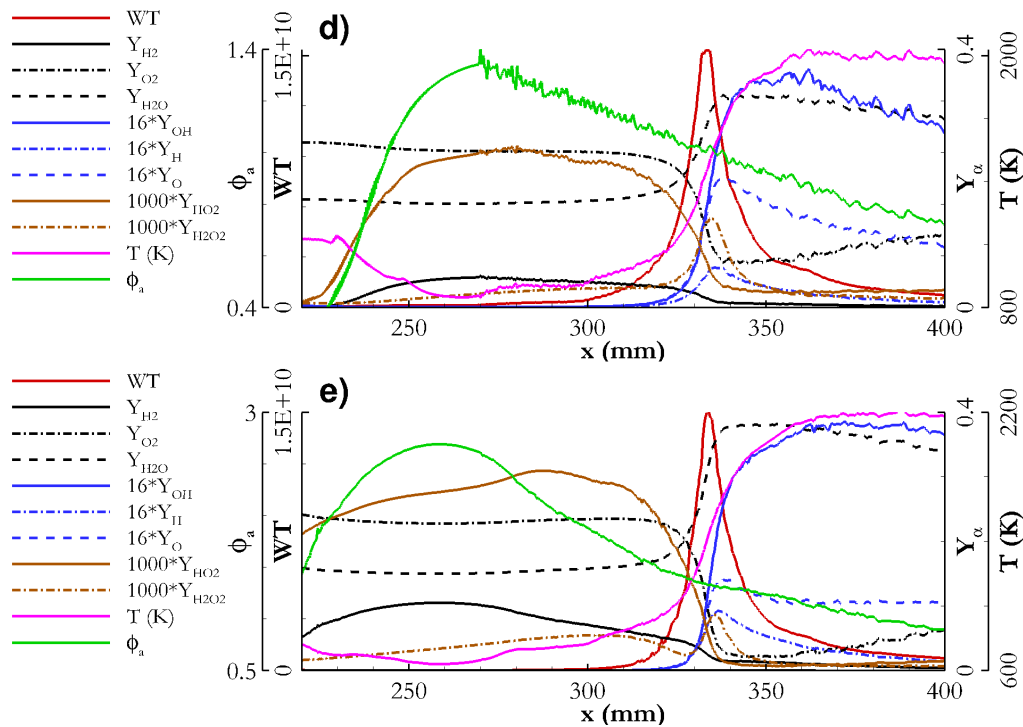 d)
WT
Y_H2
Y_O2
Y_H2O
16*Y_OH
16*Y_H
16*Y_O
1000*Y_HO2
1000*Y_H2O2
T (K)
ϕ_a
1.4
ϕ_a
0.4
1.5E+10
WT
0
0.4
Y_α
0
2000
T (K)
800
250
300
350
400
x (mm)
e)
WT
Y_H2
Y_O2
Y_H2O
16*Y_OH
16*Y_H
16*Y_O
1000*Y_HO2
1000*Y_H2O2
T (K)
ϕ_a
3
ϕ_a
0.5
1.5E+10
WT
0
0.4
Y_α
0
2200
T (K)
600
250
300
350
400
x (mm)